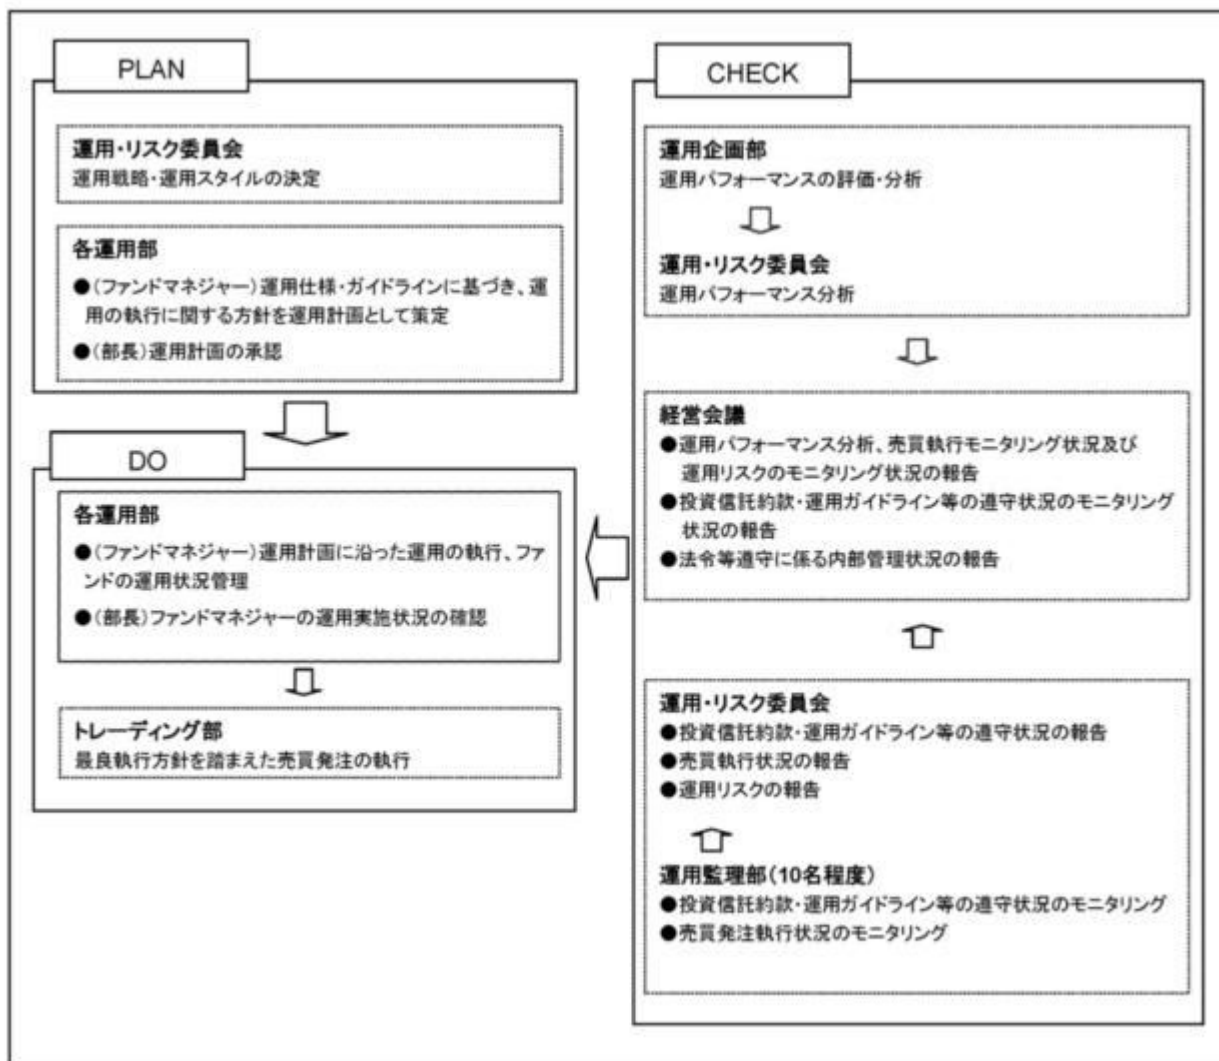 PLAN
運用・リスク委員会
運用戦略・運用スタイルの決定
各運用部
●(ファンドマネジャー)運用仕様・ガイドラインに基づき、運
用の執行に関する方針を運用計画として策定
●(部長)運用計画の承認
DO
各運用部
●(ファンドマネジャー)運用計画に沿った運用の執行、ファ
ンドの運用状況管理
●(部長)ファンドマネジャーの運用実施状況の確認
トレーディング部
最良執行方針を踏まえた売買発注の執行
CHECK
運用企画部
運用パフォーマンスの評価・分析
運用・リスク委員会
運用パフォーマンス分析
経営会議
●運用パフォーマンス分析、売買執行モニタリング状況及び
運用リスクのモニタリング状況の報告
●投資信託約款・運用ガイドライン等の遵守状況のモニタリング
状況の報告
●法令等遵守に係る内部管理状況の報告
運用・リスク委員会
●投資信託約款・運用ガイドライン等の遵守状況の報告
●売買執行状況の報告
●運用リスクの報告
運用監理部(10名程度)
●投資信託約款・運用ガイドライン等の遵守状況のモニタリング
●売買発注執行状況のモニタリング